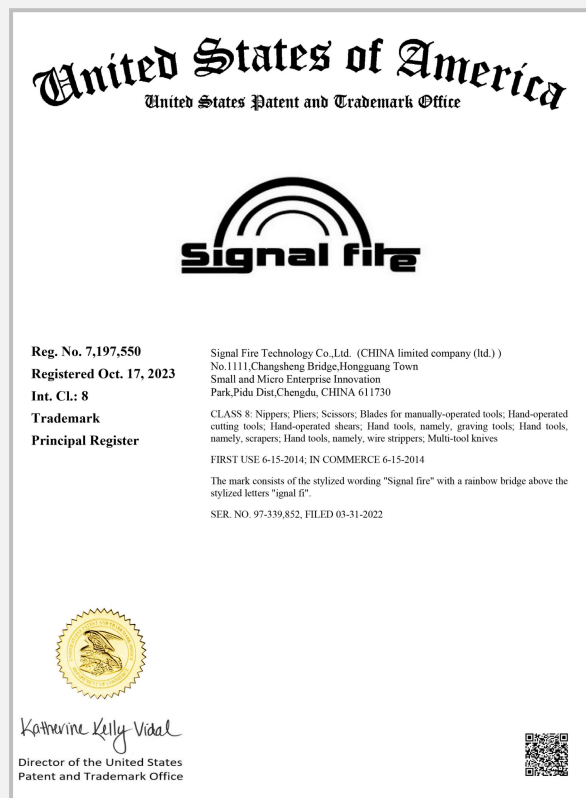 United States of America
United States Patent and Trademark Office
Signal fire
Reg. No. 7,197,550
Registered Oct. 17, 2023
Int. Cl.: 8
Trademark
Principal Register
Signal Fire Technology Co.,Ltd. (CHINA limited company (ltd.) )
No.1111,Changsheng Bridge,Hongguang Town
Small and Micro Enterprise Innovation
Park,Pidu Dist,Chengdu, CHINA 611730
CLASS 8: Nippers; Pliers; Scissors; Blades for manually-operated tools; Hand-operated
cutting tools; Hand-operated shears; Hand tools, namely, graving tools; Hand tools,
namely, scrapers; Hand tools, namely, wire strippers; Multi-tool knives
FIRST USE 6-15-2014; IN COMMERCE 6-15-2014
The mark consists of the stylized wording "Signal fire" with a rainbow bridge above the
stylized letters "ignal fi".
SER. NO. 97-339,852, FILED 03-31-2022
Katherine Kelly Vidal
Director of the United States
Patent and Trademark Office